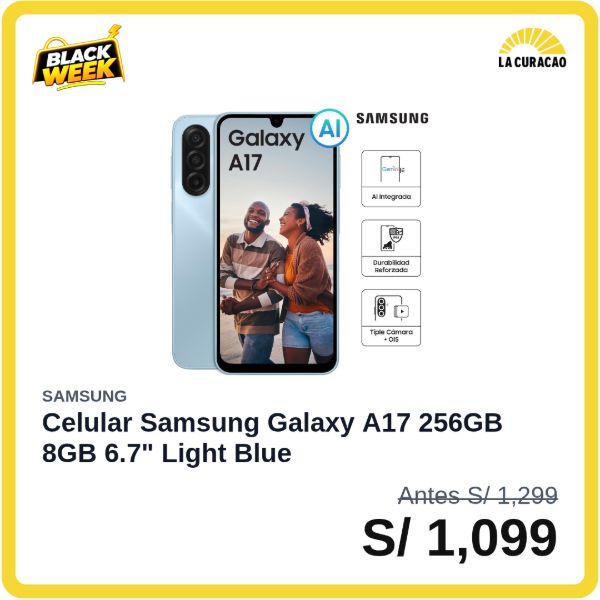 BLACK
WEEK
LA CURACAO
Galaxy
A17
AI
SAMSUNG
AI Integrada
Durabilidad
Reforzada
Tiple Cámara
+ OIS
SAMSUNG
Celular Samsung Galaxy A17 256GB
8GB 6.7" Light Blue
Antes S/ 1,299
S/ 1,099